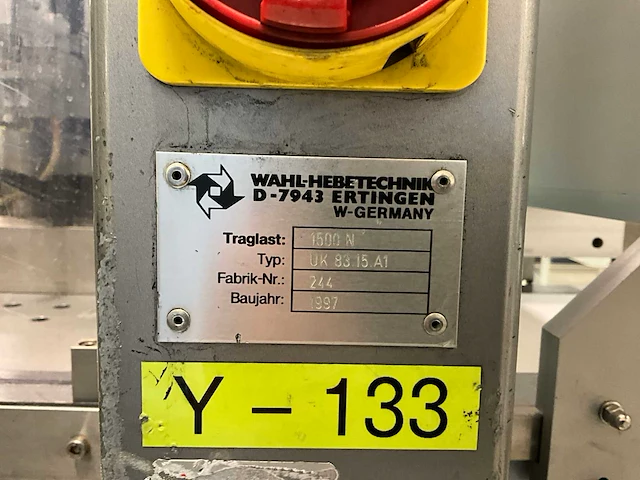 WAHL-HEBETECHNIK
D-7943 ERTINGEN
W-GERMANY
Traglast: 1500 N
Typ: UK 83.15.A1
Fabrik-Nr.: 244
Baujahr: 1997
Y - 133